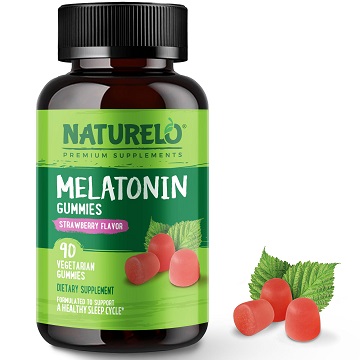 NATURELO®
PREMIUM SUPPLEMENTS
MELATONIN
GUMMIES
STRAWBERRY FLAVOR
90
VEGETARIAN
GUMMIES
DIETARY SUPPLEMENT
FORMULATED TO SUPPORT
A HEALTHY SLEEP CYCLE*